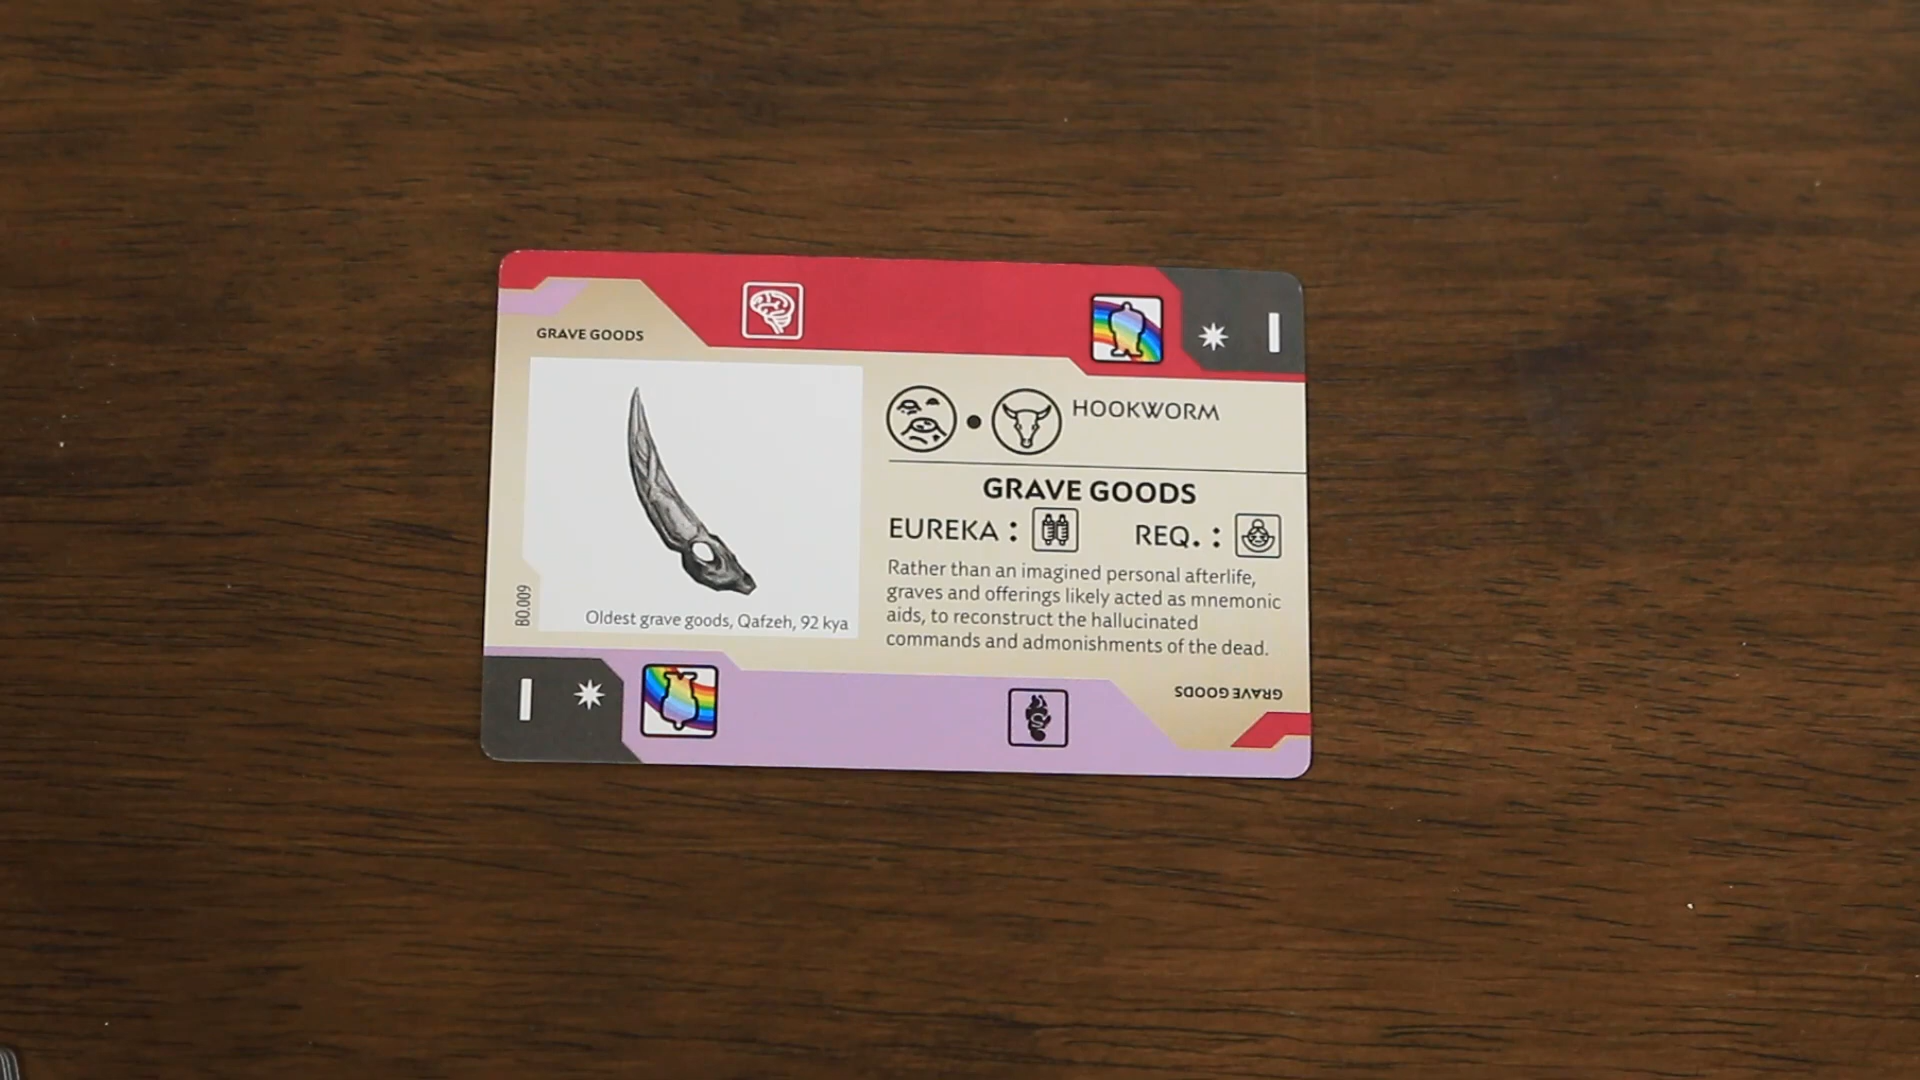 GRAVE GOODS
I
HOOKWORM
GRAVE GOODS
EUREKA :
REQ. :
Rather than an imagined personal afterlife,
graves and offerings likely acted as mnemonic
aids, to reconstruct the hallucinated
commands and admonishments of the dead.
Oldest grave goods, Qafzeh, 92 kya
B0.009
I
S
GRAVE GOODS